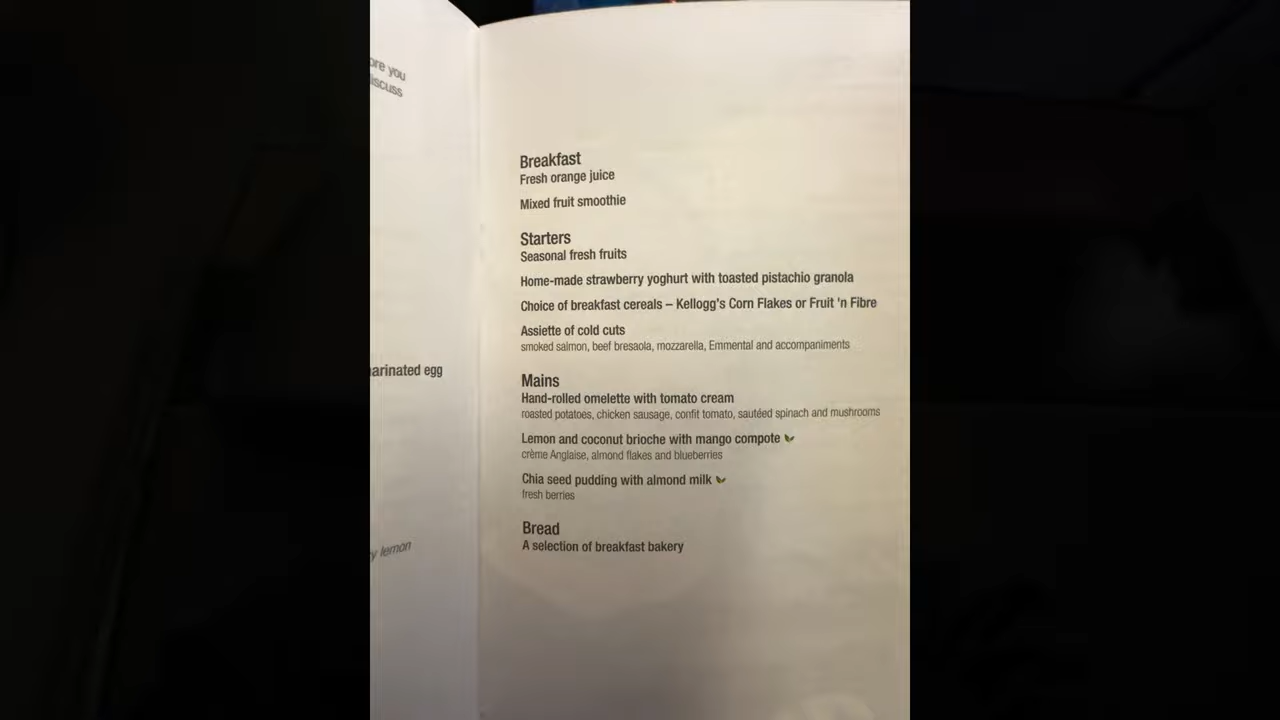 ore you
iscuss
arinated egg
y lemon
Breakfast
Fresh orange juice
Mixed fruit smoothie
Starters
Seasonal fresh fruits
Home-made strawberry yoghurt with toasted pistachio granola
Choice of breakfast cereals – Kellogg's Corn Flakes or Fruit 'n Fibre
Assiette of cold cuts
smoked salmon, beef bresaola, mozzarella, Emmental and accompaniments
Mains
Hand-rolled omelette with tomato cream
roasted potatoes, chicken sausage, confit tomato, sautéed spinach and mushrooms
Lemon and coconut brioche with mango compote
crème Anglaise, almond flakes and blueberries
Chia seed pudding with almond milk
fresh berries
Bread
A selection of breakfast bakery